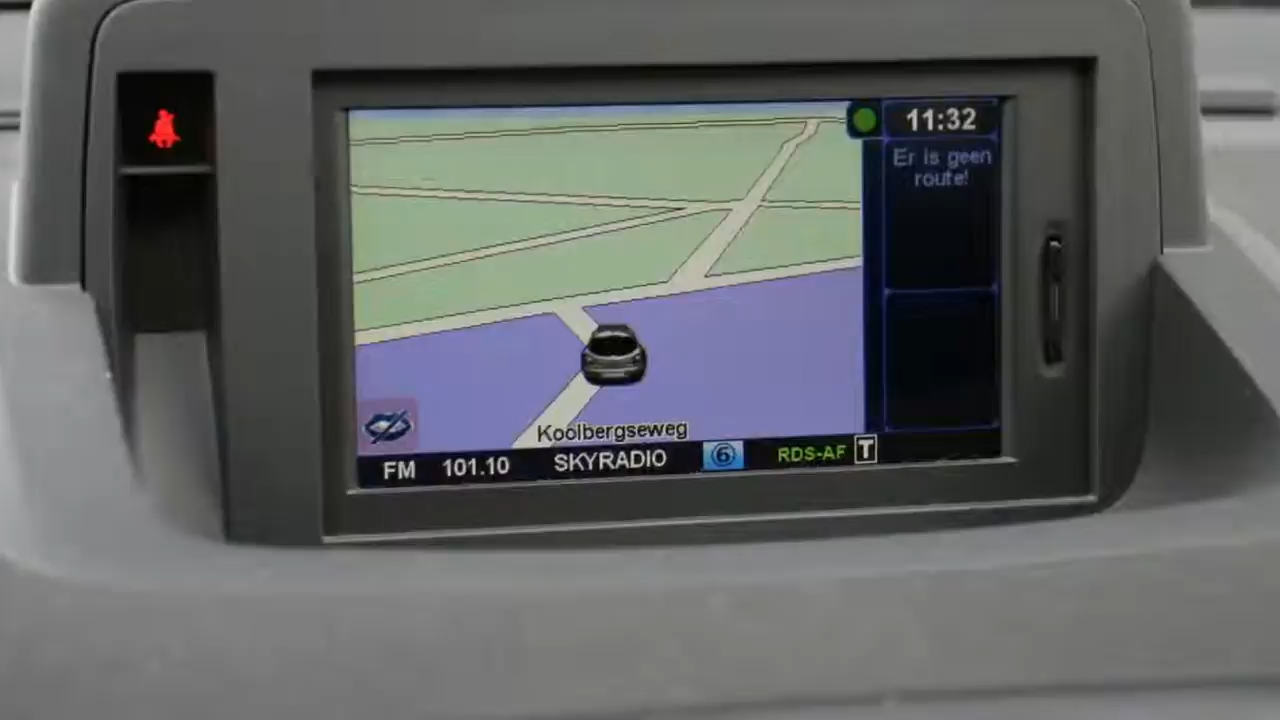 11:32
Er is geen
route!
Koolbergseweg
FM 101.10 SKYRADIO 6 RDS-AF T